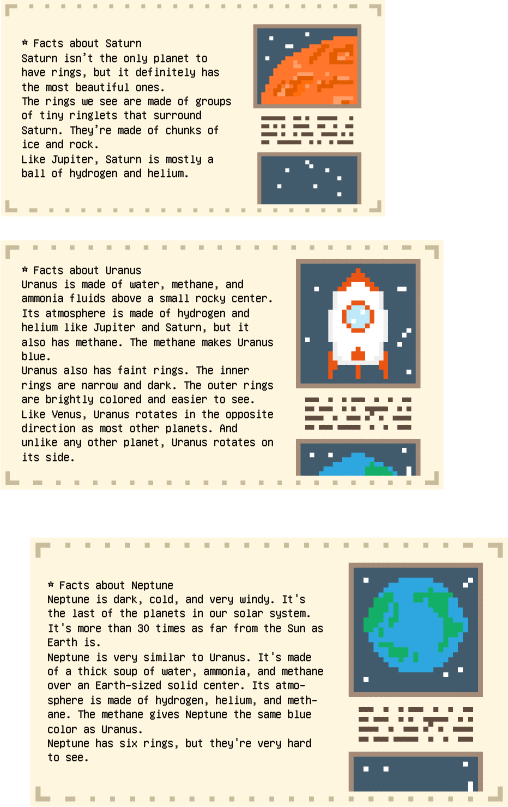 ☆ Facts about Saturn
Saturn isn't the only planet to
have rings, but it definitely has
the most beautiful ones.
The rings we see are made of groups
of tiny ringlets that surround
Saturn. They're made of chunks of
ice and rock.
Like Jupiter, Saturn is mostly a
ball of hydrogen and helium.
☆ Facts about Uranus
Uranus is made of water, methane, and
ammonia fluids above a small rocky center.
Its atmosphere is made of hydrogen and
helium like Jupiter and Saturn, but it
also has methane. The methane makes Uranus
blue.
Uranus also has faint rings. The inner
rings are narrow and dark. The outer rings
are brightly colored and easier to see.
Like Venus, Uranus rotates in the opposite
direction as most other planets. And
unlike any other planet, Uranus rotates on
its side.
☆ Facts about Neptune
Neptune is dark, cold, and very windy. It's
the last of the planets in our solar system.
It's more than 30 times as far from the Sun as
Earth is.
Neptune is very similar to Uranus. It's made
of a thick soup of water, ammonia, and methane
over an Earth-sized solid center. Its atmo-
sphere is made of hydrogen, helium, and meth-
ane. The methane gives Neptune the same blue
color as Uranus.
Neptune has six rings, but they're very hard
to see.